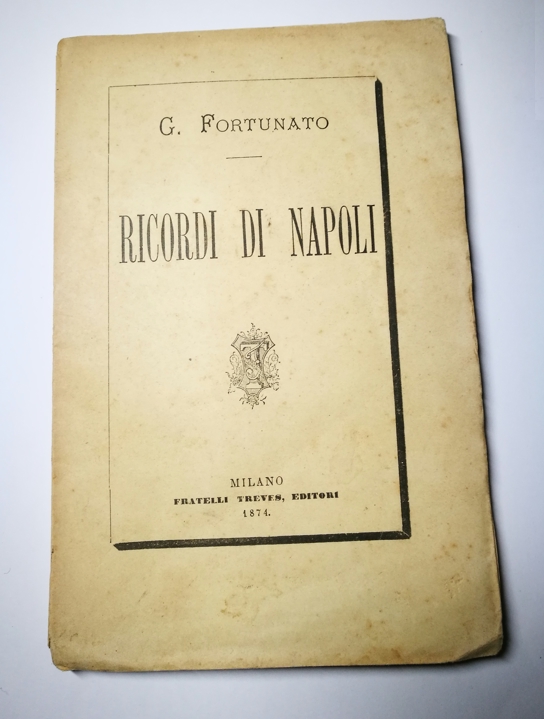 G. FORTUNATO
RICORDI DI NAPOLI
MILANO
FRATELLI TREVES, EDITORI
1874.